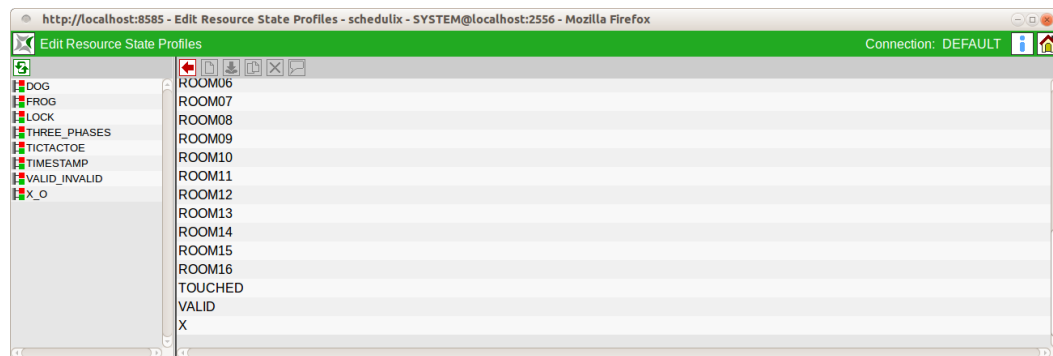 http://localhost:8585 - Edit Resource State Profiles - schedulix - SYSTEM@localhost:2556 - Mozilla Firefox
Edit Resource State Profiles
Connection: DEFAULT
DOG
FROG
LOCK
THREE_PHASES
TICTACTOE
TIMESTAMP
VALID_INVALID
X_O
ROOM06
ROOM07
ROOM08
ROOM09
ROOM10
ROOM11
ROOM12
ROOM13
ROOM14
ROOM15
ROOM16
TOUCHED
VALID
X